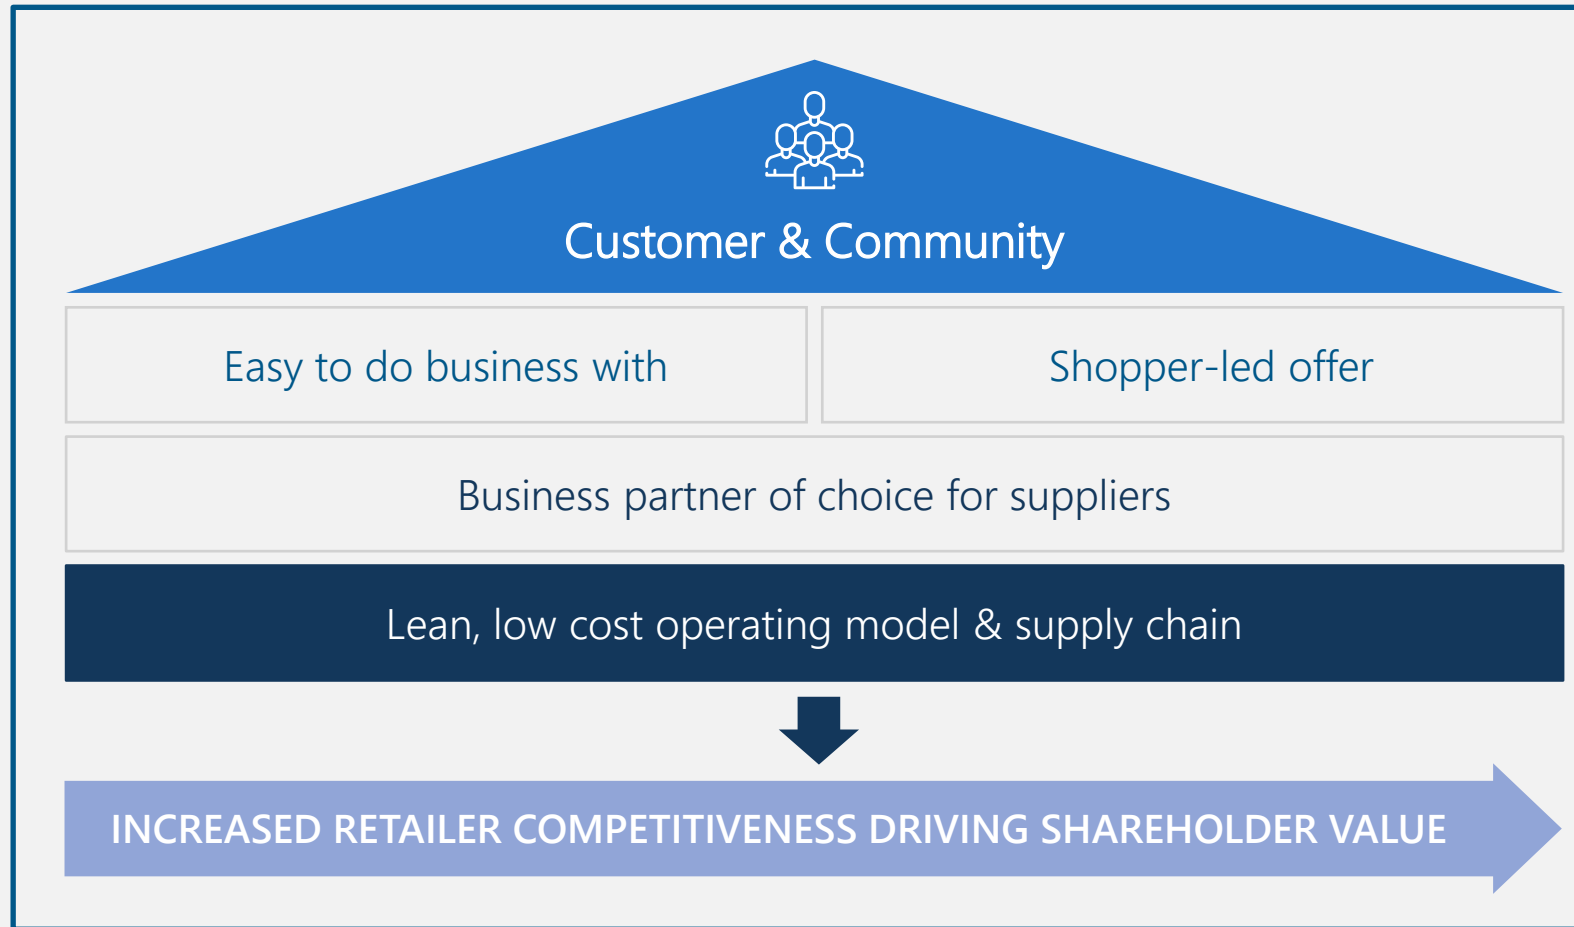 Customer & Community
Easy to do business with
Shopper-led offer
Business partner of choice for suppliers
Lean, low cost operating model & supply chain
INCREASED RETAILER COMPETITIVENESS DRIVING SHAREHOLDER VALUE